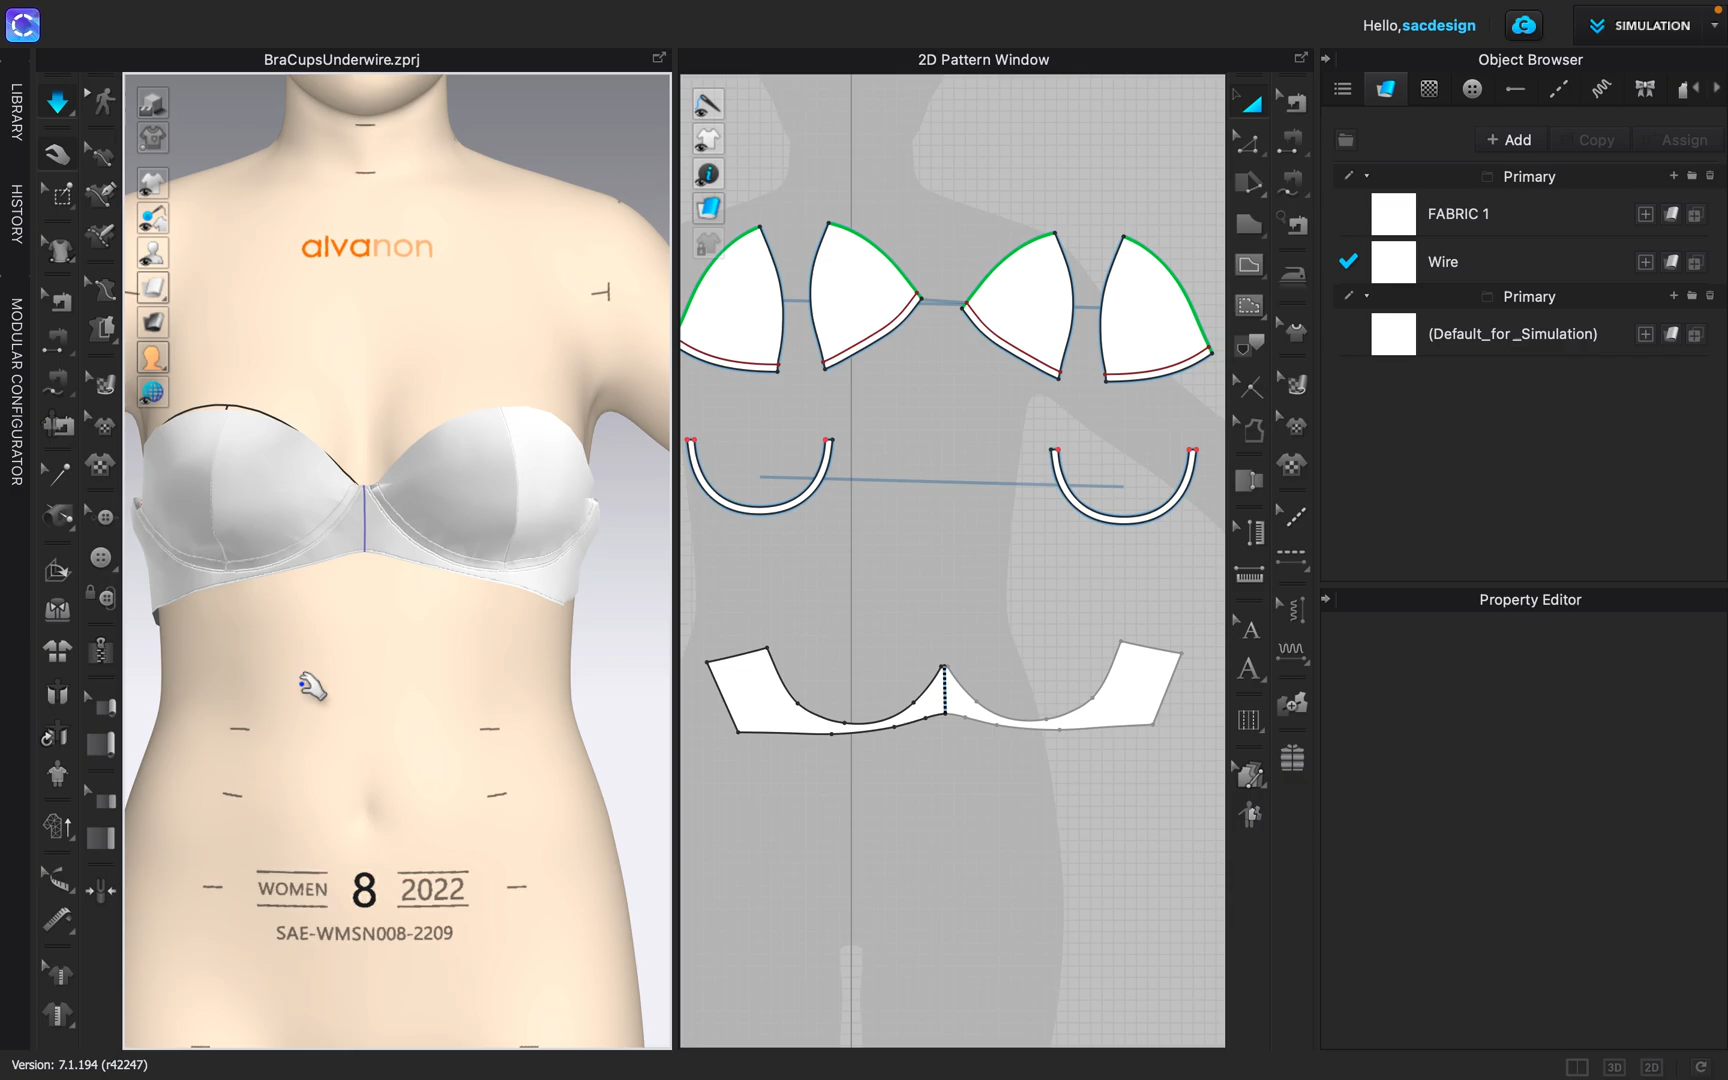 Hello,sacdesign
SIMULATION
BraCupsUnderwire.zprj
2D Pattern Window
Object Browser
LIBRARY
HISTORY
MODULAR CONFIGURATOR
+ Add
Copy
Assign
Primary
FABRIC 1
Wire
Primary
(Default_for_Simulation)
Property Editor
alvanon
WOMEN 8 2022
SAE-WMSN008-2209
A
A
Version: 7.1.194 (r42247)
3D
2D